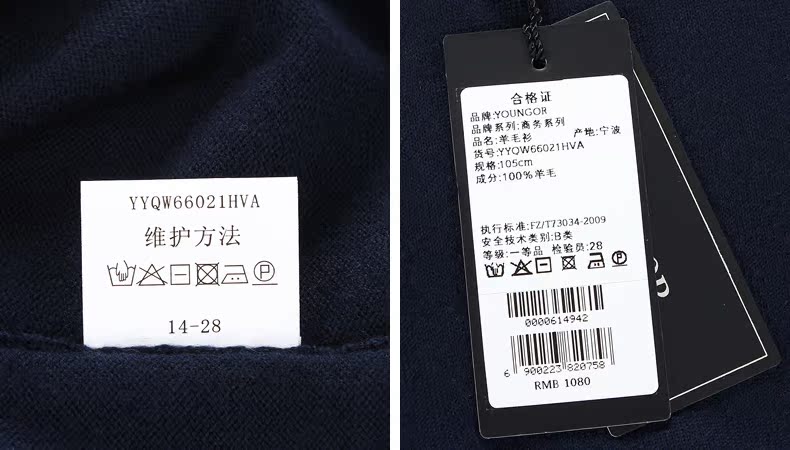 YYQW66021HVA
维护方法
P
14-28
合格证
品牌:YOUNGOR
品牌系列:商务系列
品名:羊毛衫 产地:宁波
货号:YYQW66021HVA
规格:105cm
成分:100%羊毛
执行标准:FZ/T73034-2009
安全技术类别:B类
等级:一等品 检验员:28
P
0000614942
6 900223 820758
RMB 1080